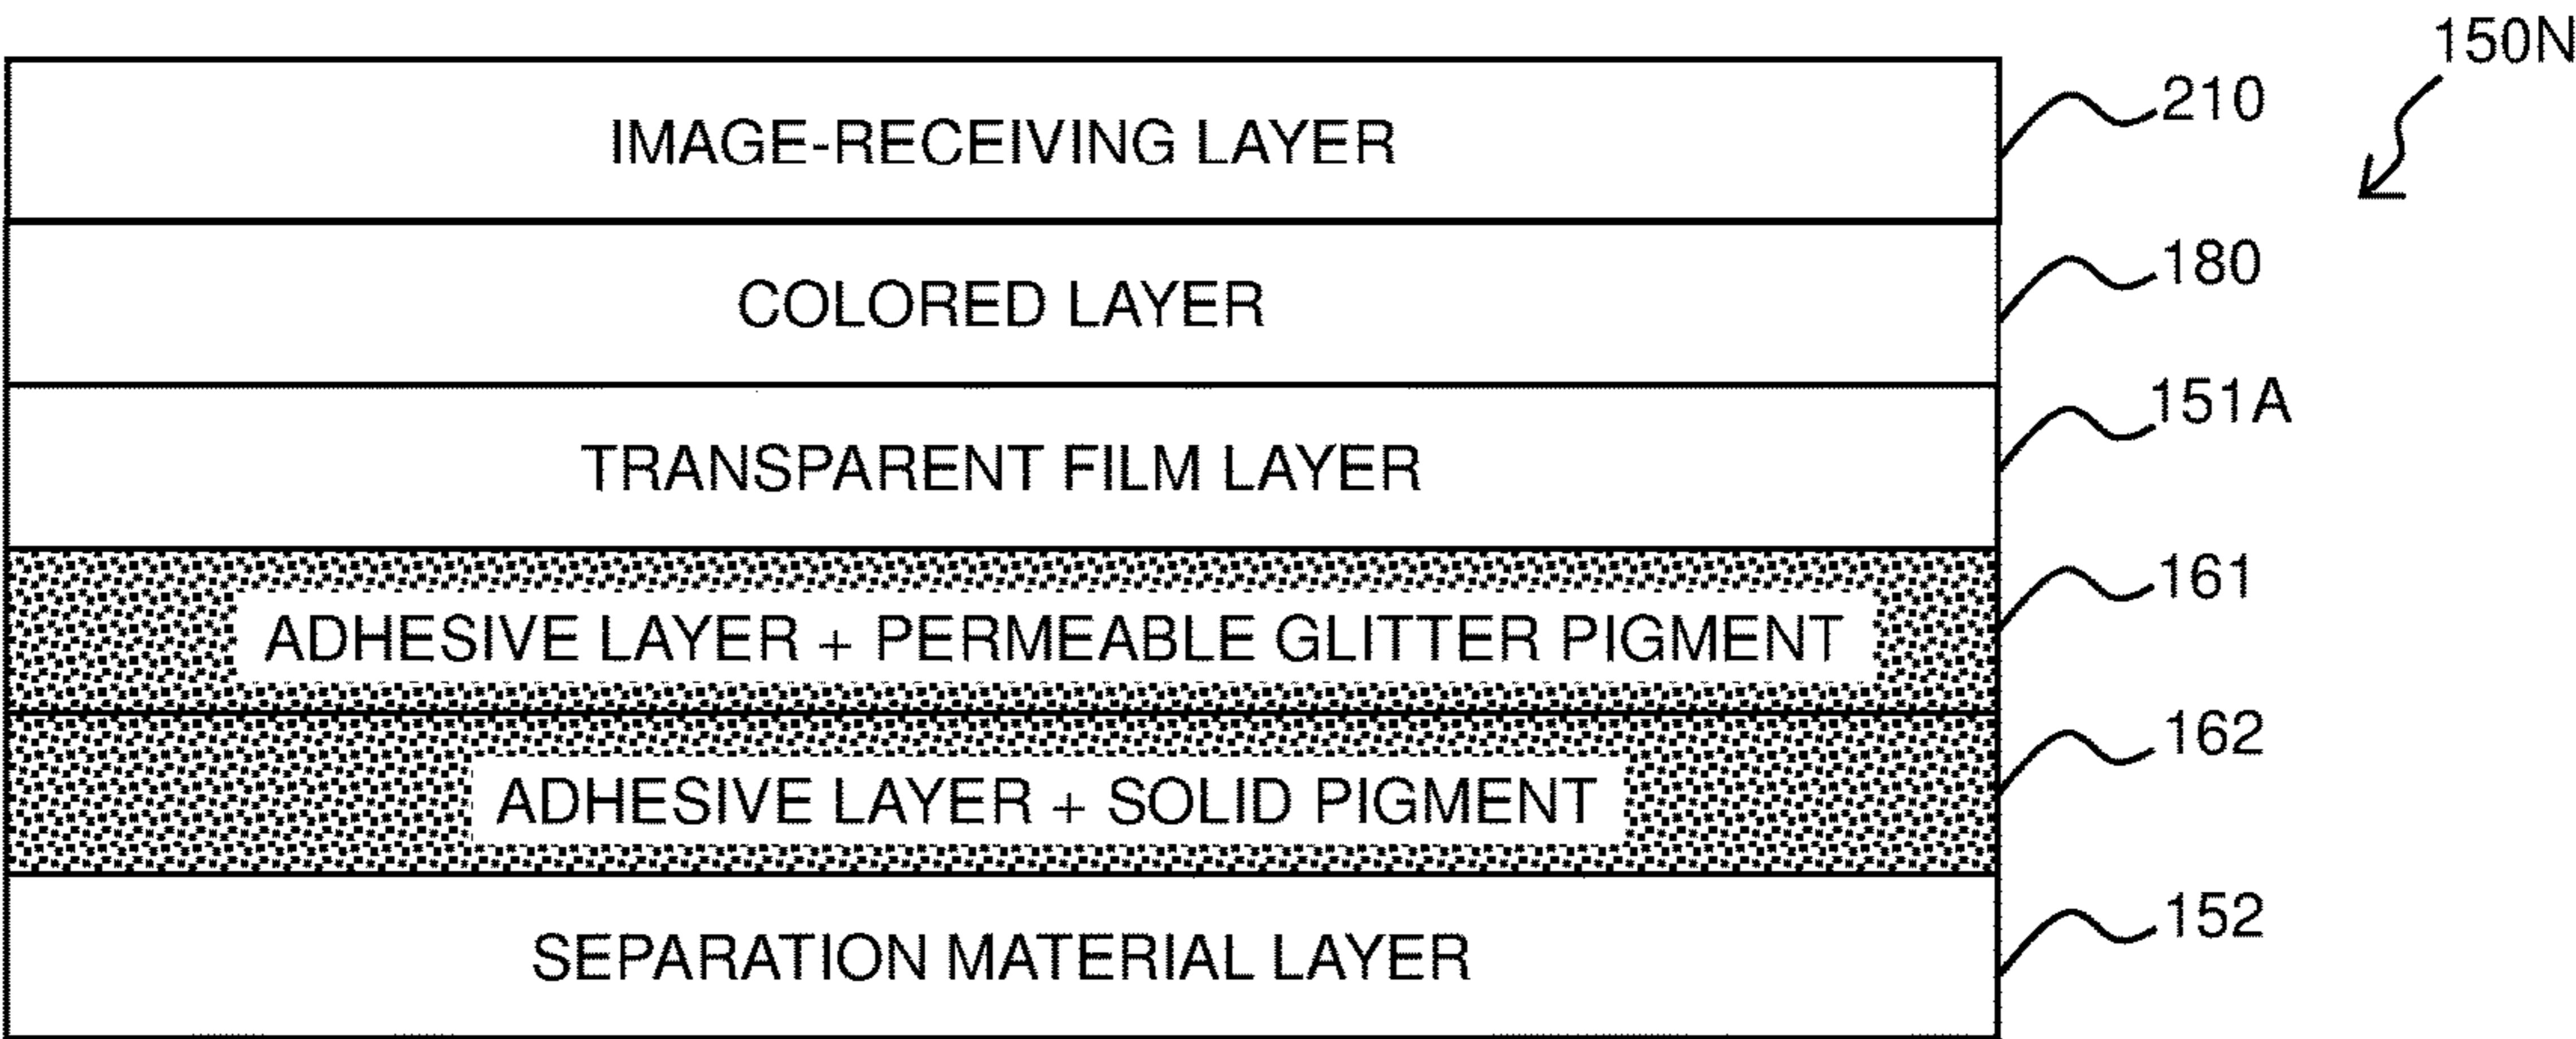 150N
IMAGE-RECEIVING LAYER 210
COLORED LAYER 180
TRANSPARENT FILM LAYER 151A
ADHESIVE LAYER + PERMEABLE GLITTER PIGMENT 161
ADHESIVE LAYER + SOLID PIGMENT 162
SEPARATION MATERIAL LAYER 152